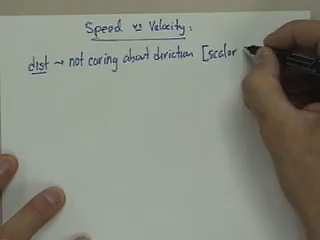 Speed vs Velocity:
dist → not caring about direction [scalar